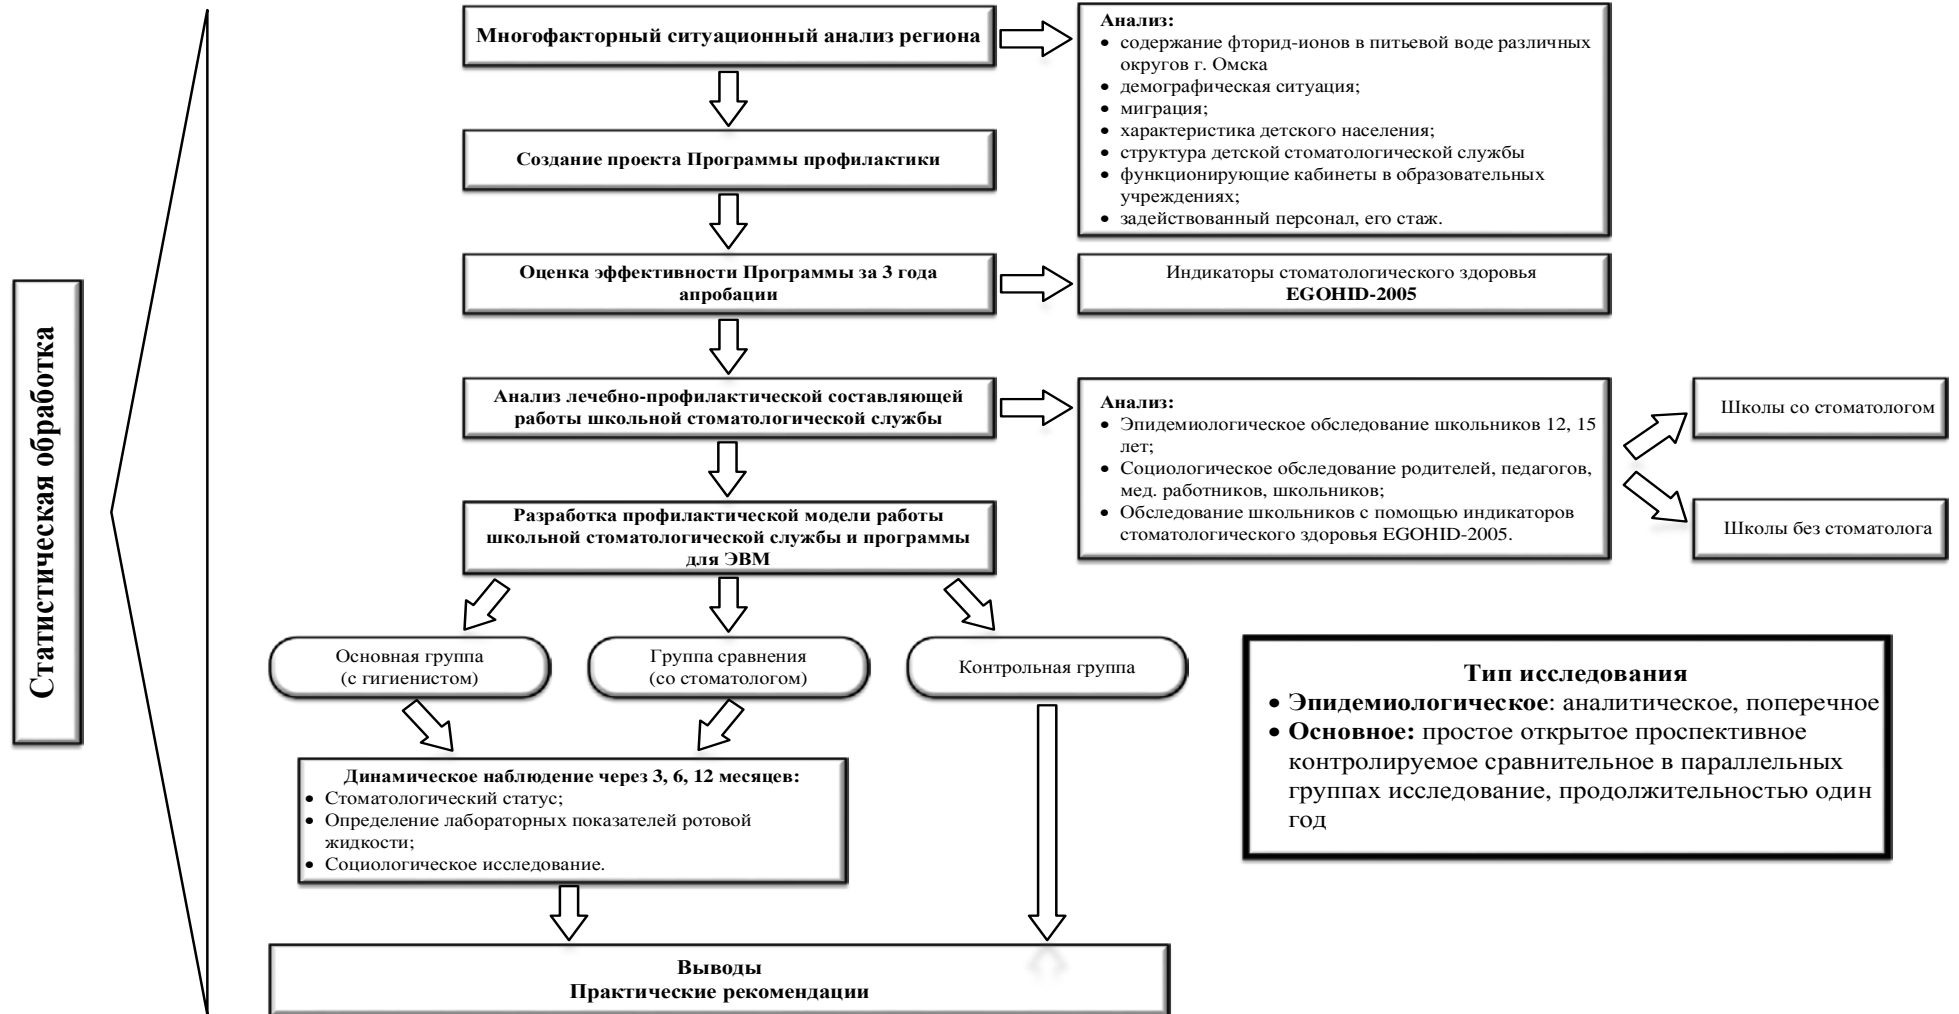 Статистическая обработка
Многофакторный ситуационный анализ региона
Анализ:
• содержание фторид-ионов в питьевой воде различных
округов г. Омска
• демографическая ситуация;
• миграция;
• характеристика детского населения;
• структура детской стоматологической службы
• функционирующие кабинеты в образовательных
учреждениях;
• задействованный персонал, его стаж.
Создание проекта Программы профилактики
Оценка эффективности Программы за 3 года
апробации
Индикаторы стоматологического здоровья
EGOHID-2005
Анализ лечебно-профилактической составляющей
работы школьной стоматологической службы
Анализ:
• Эпидемиологическое обследование школьников 12, 15
лет;
• Социологическое обследование родителей, педагогов,
мед. работников, школьников;
• Обследование школьников с помощью индикаторов
стоматологического здоровья EGOHID-2005.
Школы со стоматологом
Школы без стоматолога
Разработка профилактической модели работы
школьной стоматологической службы и программы
для ЭВМ
Основная группа
(с гигиенистом)
Группа сравнения
(со стоматологом)
Контрольная группа
Тип исследования
• Эпидемиологическое: аналитическое, поперечное
• Основное: простое открытое проспективное
контролируемое сравнительное в параллельных
группах исследование, продолжительностью один
год
Динамическое наблюдение через 3, 6, 12 месяцев:
• Стоматологический статус;
• Определение лабораторных показателей ротовой
жидкости;
• Социологическое исследование.
Выводы
Практические рекомендации